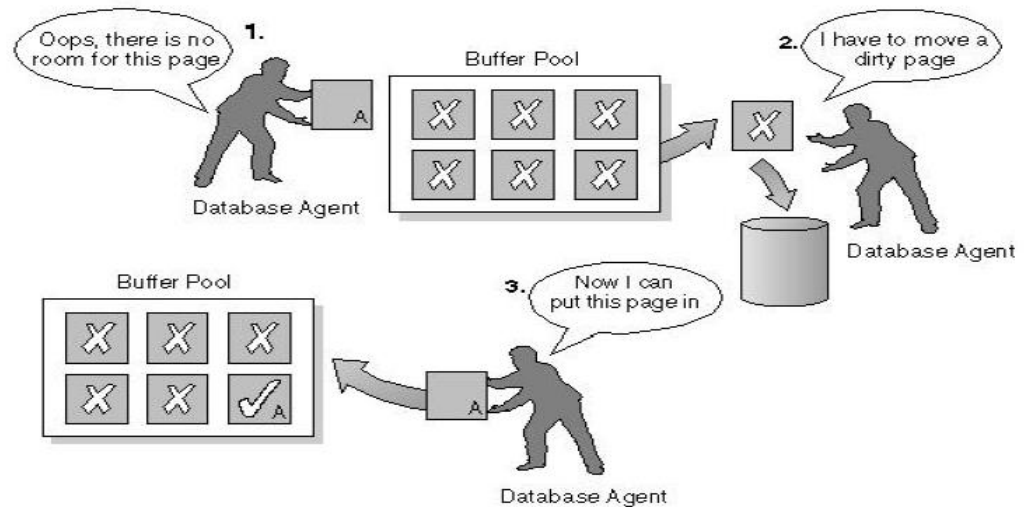 Oops, there is no
room for this page
1.
A
Database Agent
Buffer Pool
2.
I have to move a
dirty page
Database Agent
Buffer Pool
A
3.
Now I can
put this page in
A
Database Agent